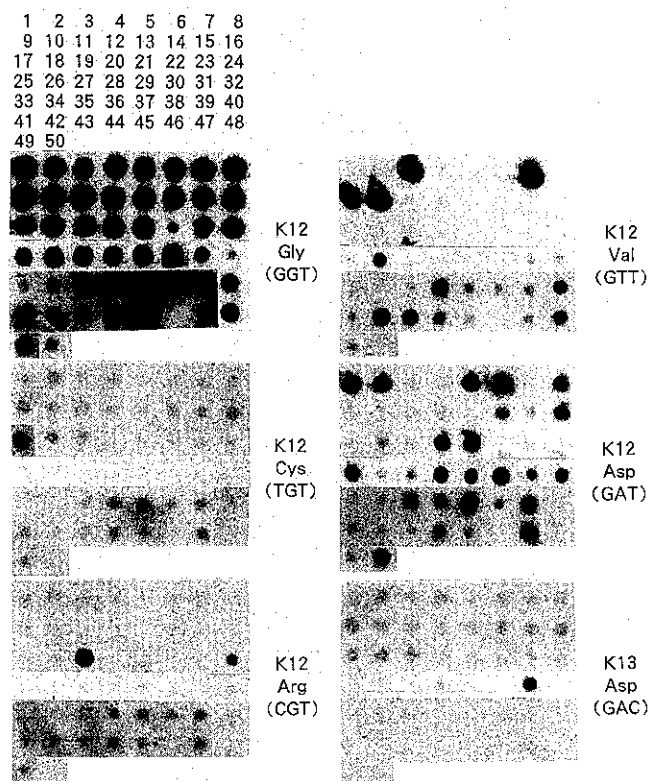 1 2 3 4 5 6 7 8
9 10 11 12 13 14 15 16
17 18 19 20 21 22 23 24
25 26 27 28 29 30 31 32
33 34 35 36 37 38 39 40
41 42 43 44 45 46 47 48
49 50
K12
Gly
(GGT)
K12
Val
(GTT)
K12
Cys
(TGT)
K12
Asp
(GAT)
K12
Arg
(CGT)
K13
Asp
(GAC)